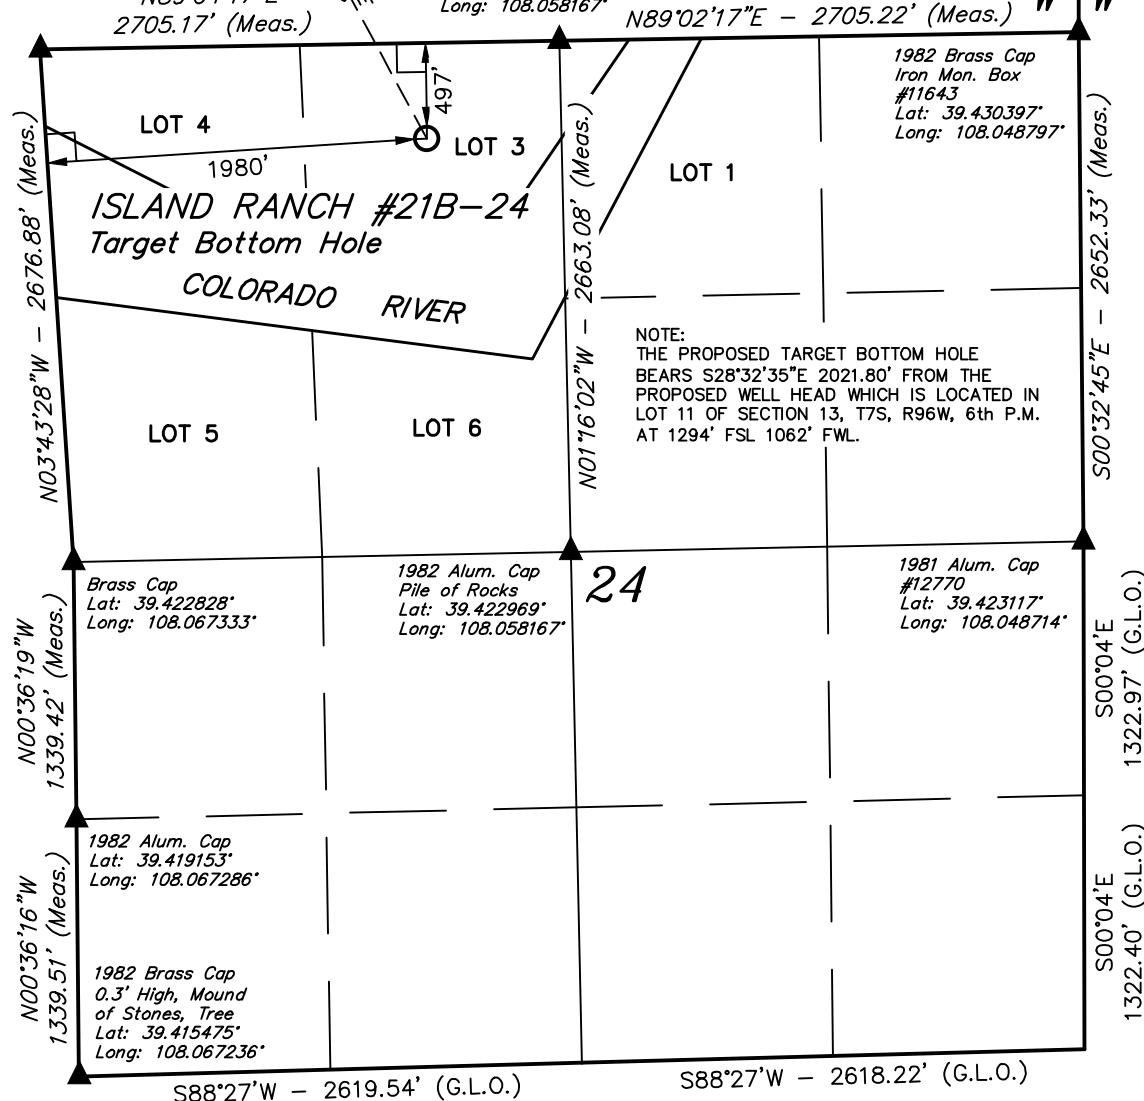 2705.17' (Meas.)
Long: 108.058167°
N89°02'17"E – 2705.22' (Meas.)
1982 Brass Cap
Iron Mon. Box
#11643
Lat: 39.430397°
Long: 108.048797°
497'
LOT 4
LOT 3
1980'
LOT 1
ISLAND RANCH #21B–24
Target Bottom Hole
COLORADO RIVER
N03°43'28"W – 2676.88' (Meas.)
N01°16'02"W – 2663.08' (Meas.)
S00°32'45"E – 2652.33' (Meas.)
NOTE:
THE PROPOSED TARGET BOTTOM HOLE
BEARS S28°32'35"E 2021.80' FROM THE
PROPOSED WELL HEAD WHICH IS LOCATED IN
LOT 11 OF SECTION 13, T7S, R96W, 6th P.M.
AT 1294' FSL 1062' FWL.
LOT 5
LOT 6
Brass Cap
Lat: 39.422828°
Long: 108.067333°
1982 Alum. Cap
Pile of Rocks
Lat: 39.422969°
Long: 108.058167°
24
1981 Alum. Cap
#12770
Lat: 39.423117°
Long: 108.048714°
N00°36'19"W
1339.42' (Meas.)
S00°04'E
1322.97' (G.L.O.)
1982 Alum. Cap
Lat: 39.419153°
Long: 108.067286°
N00°36'16"W
1339.51' (Meas.)
S00°04'E
1322.40' (G.L.O.)
1982 Brass Cap
0.3' High, Mound
of Stones, Tree
Lat: 39.415475°
Long: 108.067236°
S88°27'W – 2619.54' (G.L.O.)
S88°27'W – 2618.22' (G.L.O.)